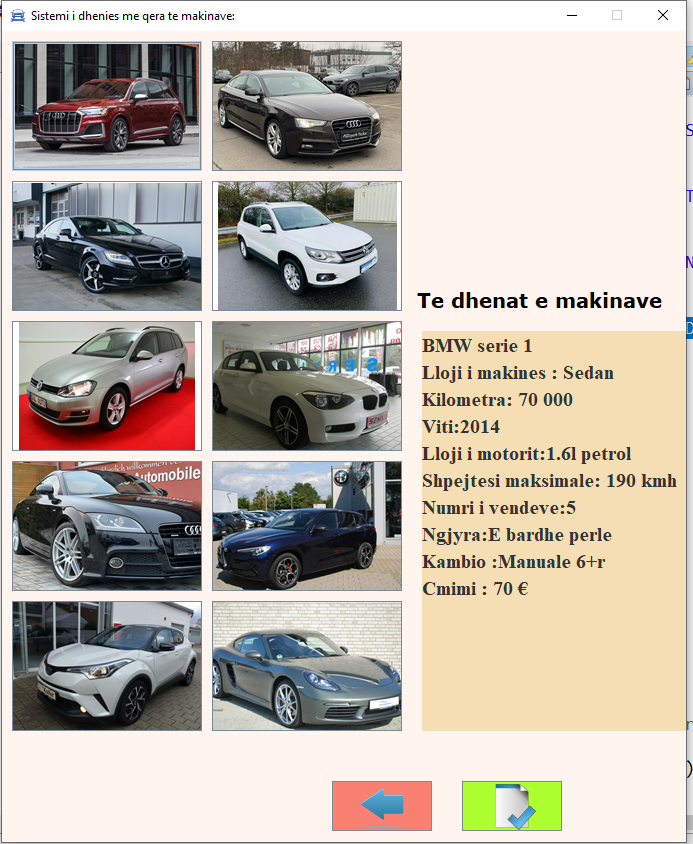 Sistemi i dhenies me qera te makinave:
Te dhenat e makinave
BMW serie 1
Lloji i makines : Sedan
Kilometra: 70 000
Viti:2014
Lloji i motorit:1.6l petrol
Shpejtesi maksimale: 190 kmh
Numri i vendeve:5
Ngjyra:E bardhe perle
Kambio :Manuale 6+r
Cmimi : 70 €